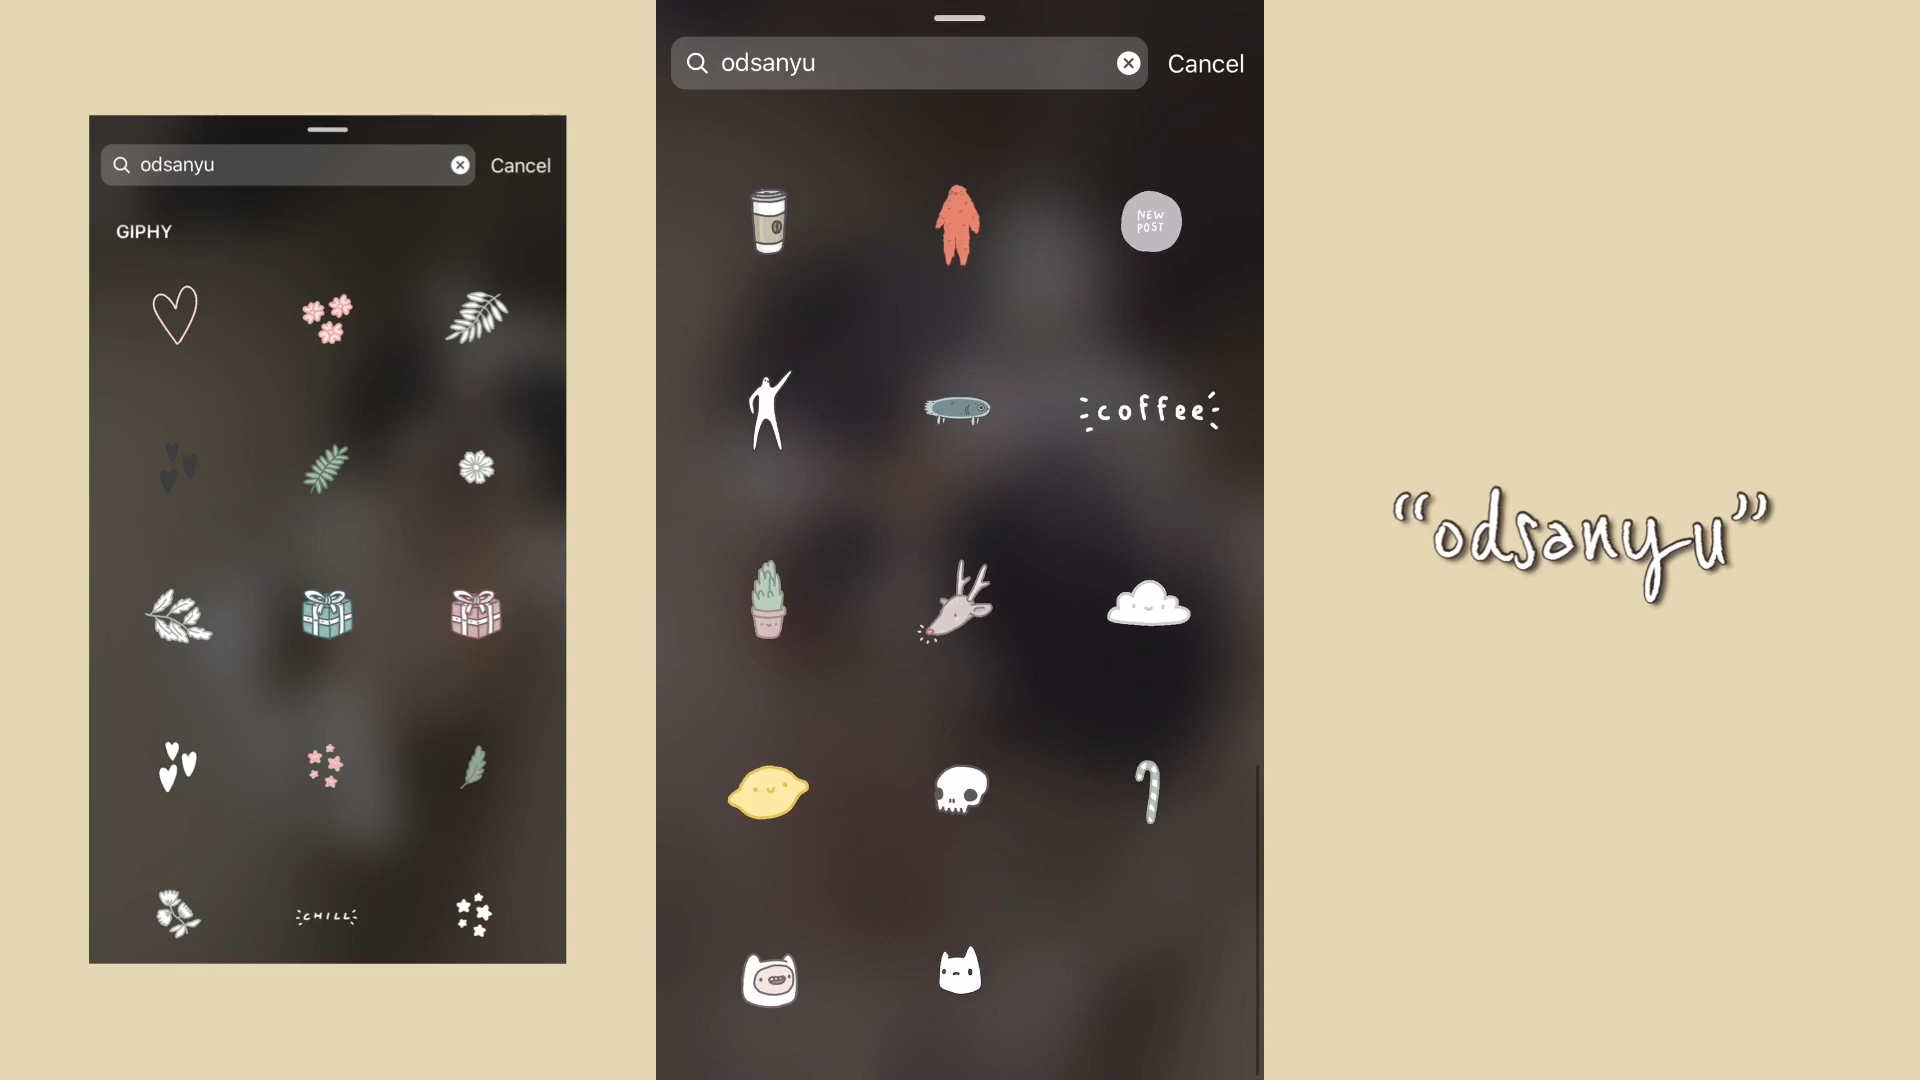 odsanyu
Cancel
GIPHY
CHILL
odsanyu
Cancel
NEW
POST
coffee
“odsanyu”